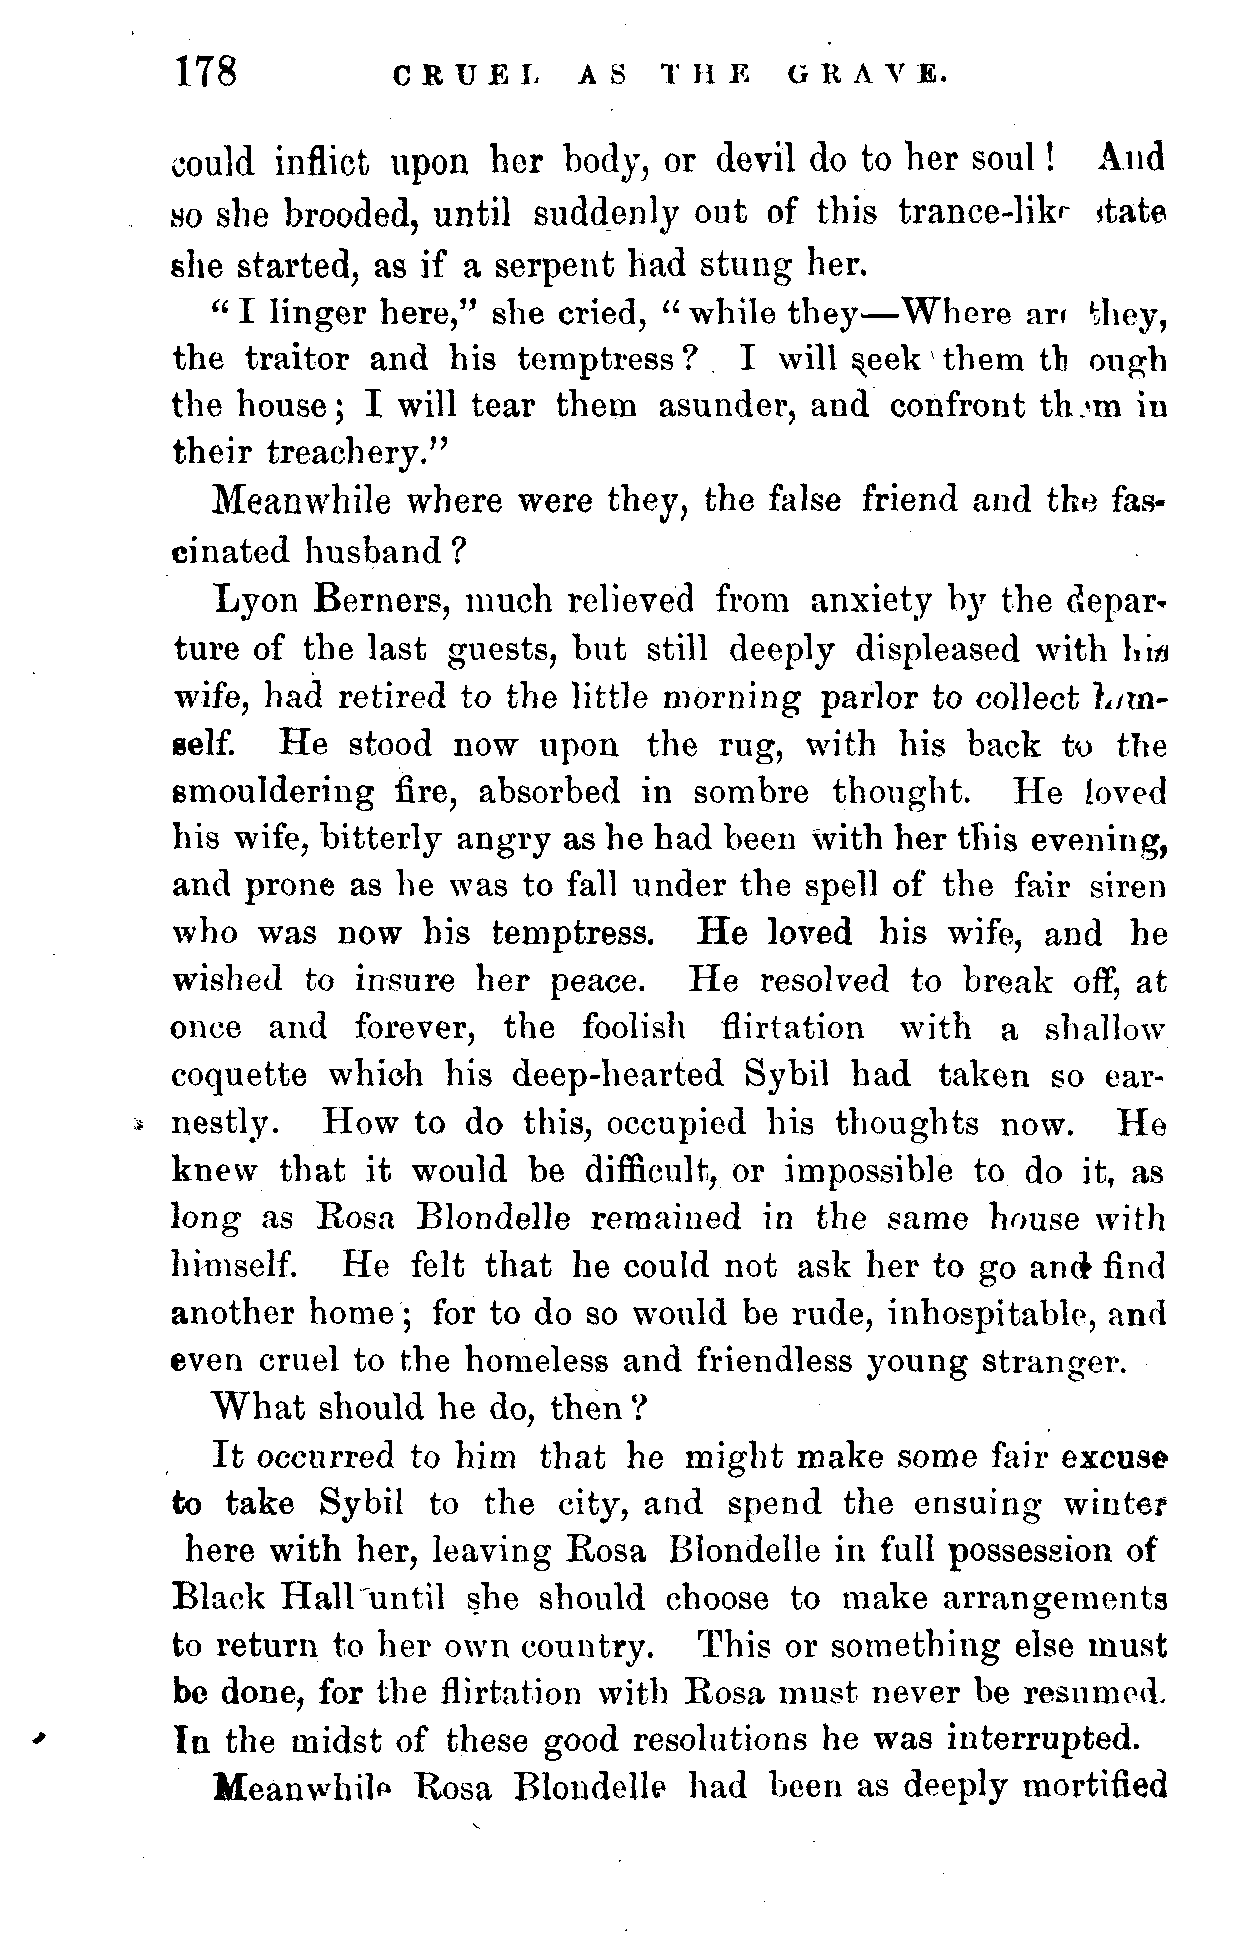 178 CRUEL AS THE GRAVE.
could inflict upon her body, or devil do to her soul! And
so she brooded, until suddenly out of this trance-like state
she started, as if a serpent had stung her.
"I linger here," she cried, "while they—Where are they,
the traitor and his temptress? I will seek them through
the house; I will tear them asunder, and confront them in
their treachery."
Meanwhile where were they, the false friend and the fas-
cinated husband?
Lyon Berners, much relieved from anxiety by the depar-
ture of the last guests, but still deeply displeased with his
wife, had retired to the little morning parlor to collect him-
self. He stood now upon the rug, with his back to the
smouldering fire, absorbed in sombre thought. He loved
his wife, bitterly angry as he had been with her this evening,
and prone as he was to fall under the spell of the fair siren
who was now his temptress. He loved his wife, and he
wished to insure her peace. He resolved to break off, at
once and forever, the foolish flirtation with a shallow
coquette which his deep-hearted Sybil had taken so ear-
nestly. How to do this, occupied his thoughts now. He
knew that it would be difficult, or impossible to do it, as
long as Rosa Blondelle remained in the same house with
himself. He felt that he could not ask her to go and find
another home; for to do so would be rude, inhospitable, and
even cruel to the homeless and friendless young stranger.
What should he do, then?
It occurred to him that he might make some fair excuse
to take Sybil to the city, and spend the ensuing winter
here with her, leaving Rosa Blondelle in full possession of
Black Hall until she should choose to make arrangements
to return to her own country. This or something else must
be done, for the flirtation with Rosa must never be resumed.
In the midst of these good resolutions he was interrupted.
Meanwhile Rosa Blondelle had been as deeply mortified